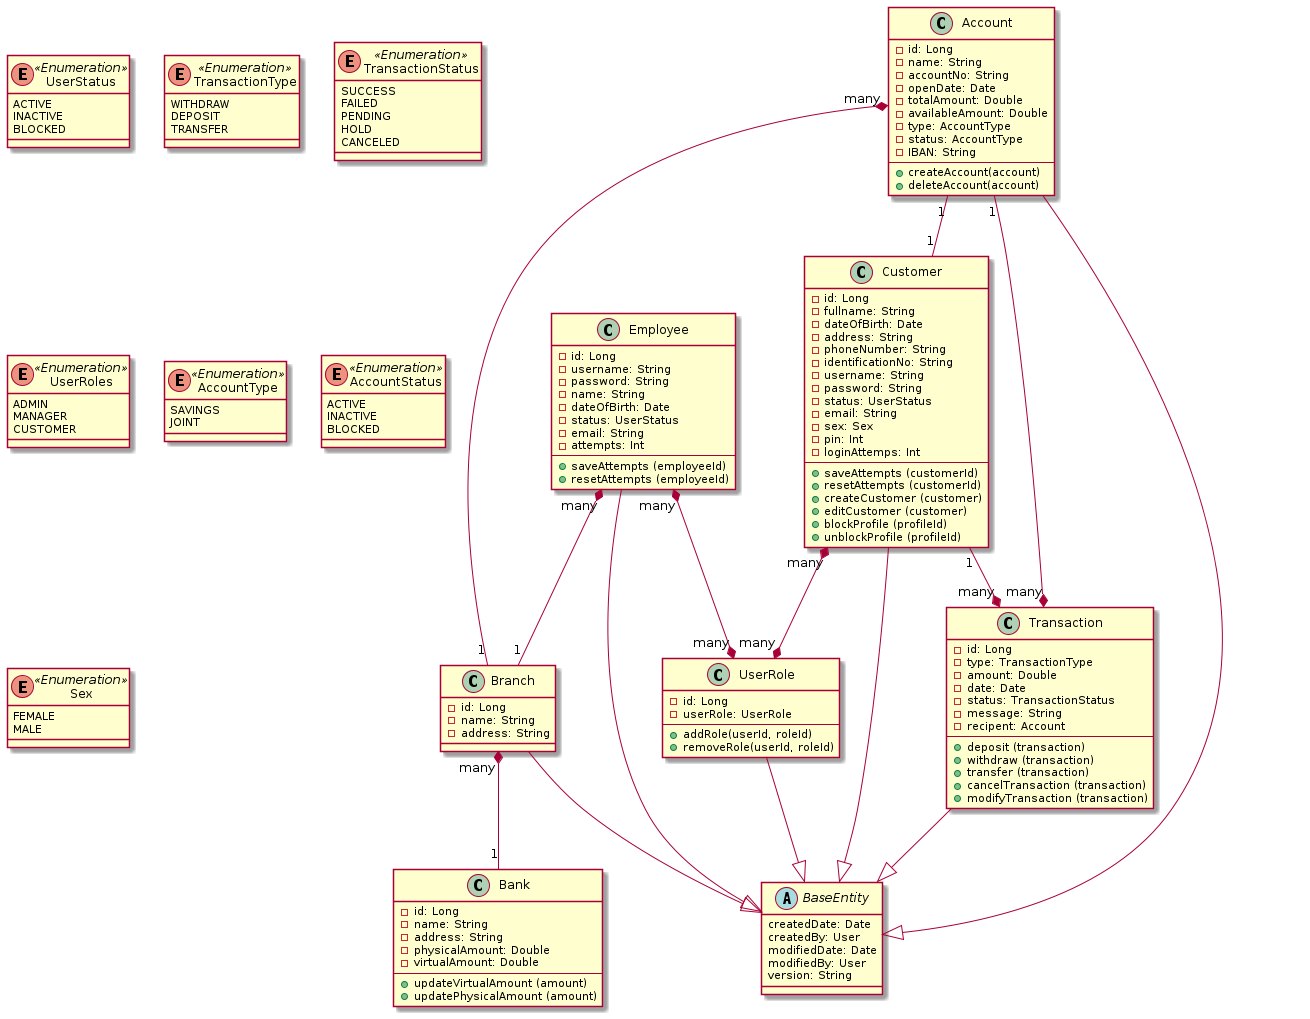 «Enumeration»
UserStatus
ACTIVE
INACTIVE
BLOCKED
«Enumeration»
TransactionType
WITHDRAW
DEPOSIT
TRANSFER
«Enumeration»
TransactionStatus
SUCCESS
FAILED
PENDING
HOLD
CANCELED
C Account
id: Long
name: String
accountNo: String
openDate: Date
totalAmount: Double
availableAmount: Double
type: AccountType
status: AccountType
IBAN: String
createAccount(account)
deleteAccount(account)
many
1
1
1
«Enumeration»
UserRoles
ADMIN
MANAGER
CUSTOMER
«Enumeration»
AccountType
SAVINGS
JOINT
«Enumeration»
AccountStatus
ACTIVE
INACTIVE
BLOCKED
C Employee
id: Long
username: String
password: String
name: String
dateOfBirth: Date
status: UserStatus
email: String
attempts: Int
saveAttempts (employeeId)
resetAttempts (employeeId)
many
many
C Customer
id: Long
fullname: String
dateOfBirth: Date
address: String
phoneNumber: String
identificationNo: String
username: String
password: String
status: UserStatus
email: String
sex: Sex
pin: Int
loginAttemps: Int
saveAttempts (customerId)
resetAttempts (customerId)
createCustomer (customer)
editCustomer (customer)
blockProfile (profileId)
unblockProfile (profileId)
many
1
many
many
1
1
many
many
«Enumeration»
Sex
FEMALE
MALE
C Branch
id: Long
name: String
address: String
many
1
C UserRole
id: Long
userRole: UserRole
addRole(userId, roleId)
removeRole(userId, roleId)
C Transaction
id: Long
type: TransactionType
amount: Double
date: Date
status: TransactionStatus
message: String
recipent: Account
deposit (transaction)
withdraw (transaction)
transfer (transaction)
cancelTransaction (transaction)
modifyTransaction (transaction)
C Bank
id: Long
name: String
address: String
physicalAmount: Double
virtualAmount: Double
updateVirtualAmount (amount)
updatePhysicalAmount (amount)
A BaseEntity
createdDate: Date
createdBy: User
modifiedDate: Date
modifiedBy: User
version: String